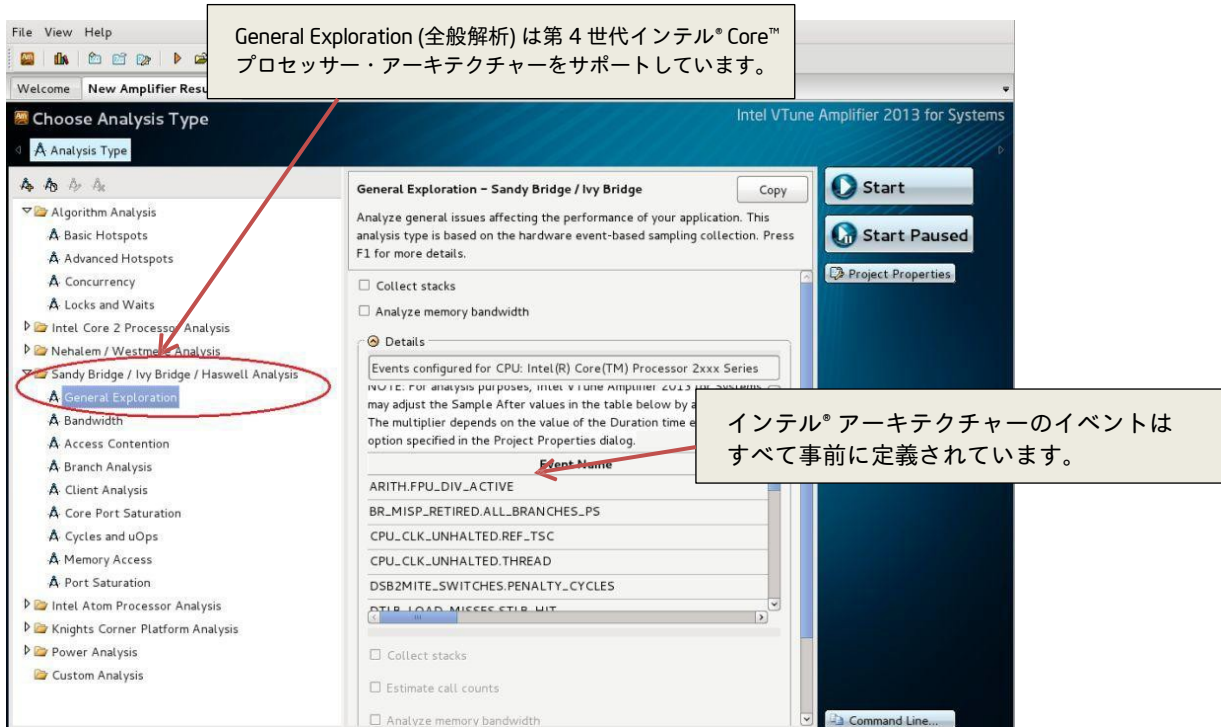 General Exploration (全般解析) は第 4 世代インテル® Core™
プロセッサー・アーキテクチャーをサポートしています。
File View Help
Welcome New Amplifier Resu
Choose Analysis Type
Intel VTune Amplifier 2013 for Systems
Analysis Type
Algorithm Analysis
Basic Hotspots
Advanced Hotspots
Concurrency
Locks and Waits
Intel Core 2 Processor Analysis
Nehalem / Westmere Analysis
Sandy Bridge / Ivy Bridge / Haswell Analysis
General Exploration
Bandwidth
Access Contention
Branch Analysis
Client Analysis
Core Port Saturation
Cycles and uOps
Memory Access
Port Saturation
Intel Atom Processor Analysis
Knights Corner Platform Analysis
Power Analysis
Custom Analysis
General Exploration – Sandy Bridge / Ivy Bridge
Copy
Analyze general issues affecting the performance of your application. This
analysis type is based on the hardware event-based sampling collection. Press
F1 for more details.
Collect stacks
Analyze memory bandwidth
Details
Events configured for CPU: Intel(R) Core(TM) Processor 2xxx Series
NOTE: For analysis purposes, Intel VTune Amplifier 2013 for Systems
may adjust the Sample After values in the table below by a
The multiplier depends on the value of the Duration time e
option specified in the Project Properties dialog.
Event Name
ARITH.FPU_DIV_ACTIVE
BR_MISP_RETIRED.ALL_BRANCHES_PS
CPU_CLK_UNHALTED.REF_TSC
CPU_CLK_UNHALTED.THREAD
DSB2MITE_SWITCHES.PENALTY_CYCLES
DTLB_LOAD_MISSES.STLB_HIT
Collect stacks
Estimate call counts
Analyze memory bandwidth
Start
Start Paused
Project Properties
Command Line...
インテル® アーキテクチャーのイベントは
すべて事前に定義されています。